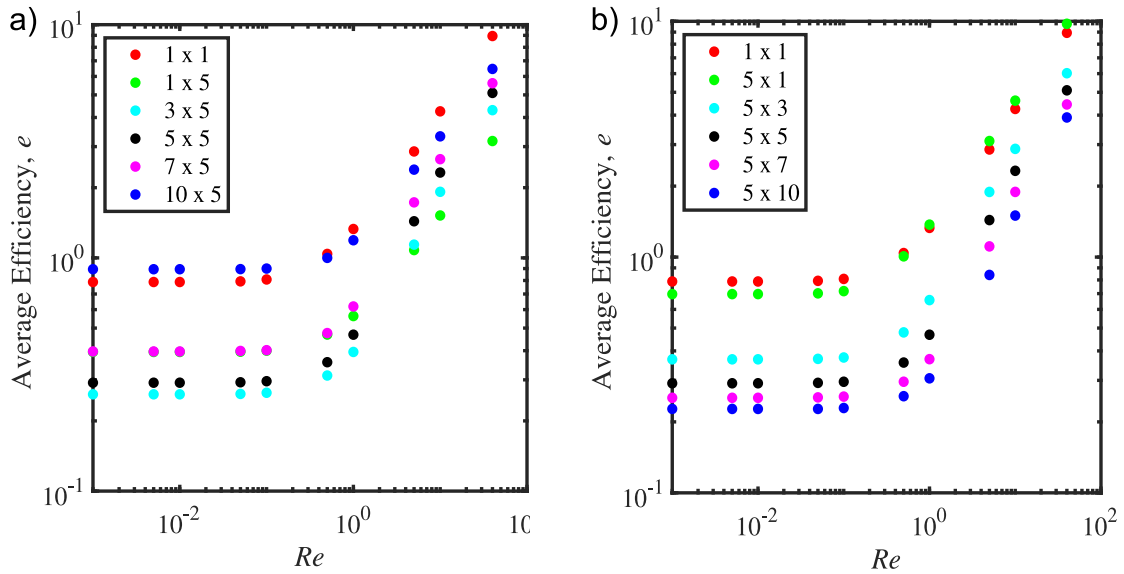 a)
10^1
1 x 1
1 x 5
3 x 5
5 x 5
7 x 5
10 x 5
Average Efficiency, e
10^0
10^-1
10^-2
10^0
10
Re
b)
10^1
1 x 1
5 x 1
5 x 3
5 x 5
5 x 7
5 x 10
Average Efficiency, e
10^0
10^-1
10^-2
10^0
10^2
Re